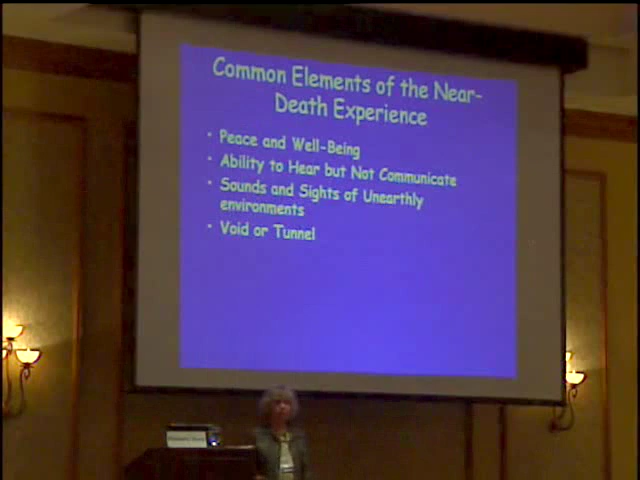 Common Elements of the Near-
Death Experience
• Peace and Well-Being
• Ability to Hear but Not Communicate
• Sounds and Sights of Unearthly
environments
• Void or Tunnel